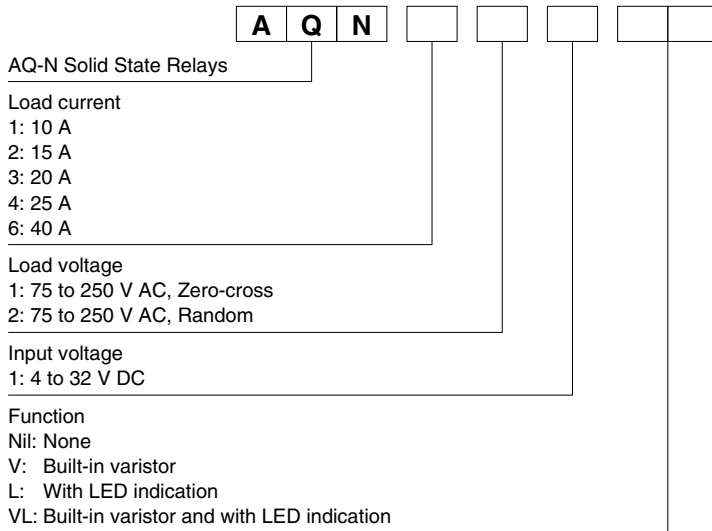 A Q N
AQ-N Solid State Relays
Load current
1: 10 A
2: 15 A
3: 20 A
4: 25 A
6: 40 A
Load voltage
1: 75 to 250 V AC, Zero-cross
2: 75 to 250 V AC, Random
Input voltage
1: 4 to 32 V DC
Function
Nil: None
V: Built-in varistor
L: With LED indication
VL: Built-in varistor and with LED indication